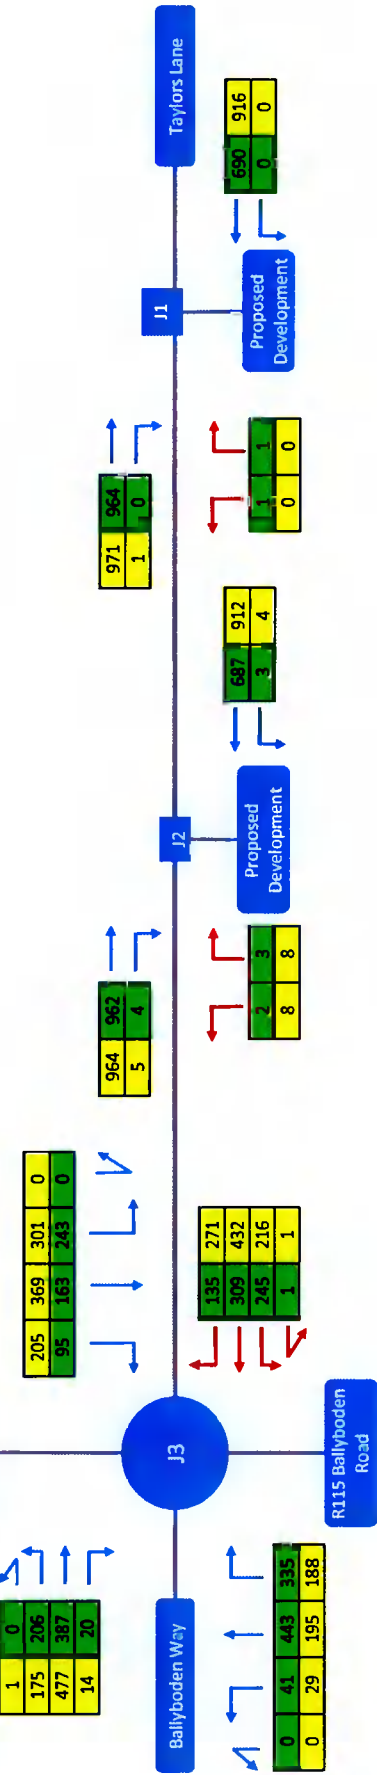 1 0
175 206
477 387
14 20
205 369 301 0
95 163 243 0
964 962
5 4
971 964
1 0
Ballyboden Way
J3
J2
J1
Taylors Lane
0 41 443 335
0 29 195 188
R115 Ballyboden
Road
135 271
309 432
245 216
1 1
2 3
8 8
Proposed
Development
687 912
3 4
1 1
0 0
Proposed
Development
690 916
0 0